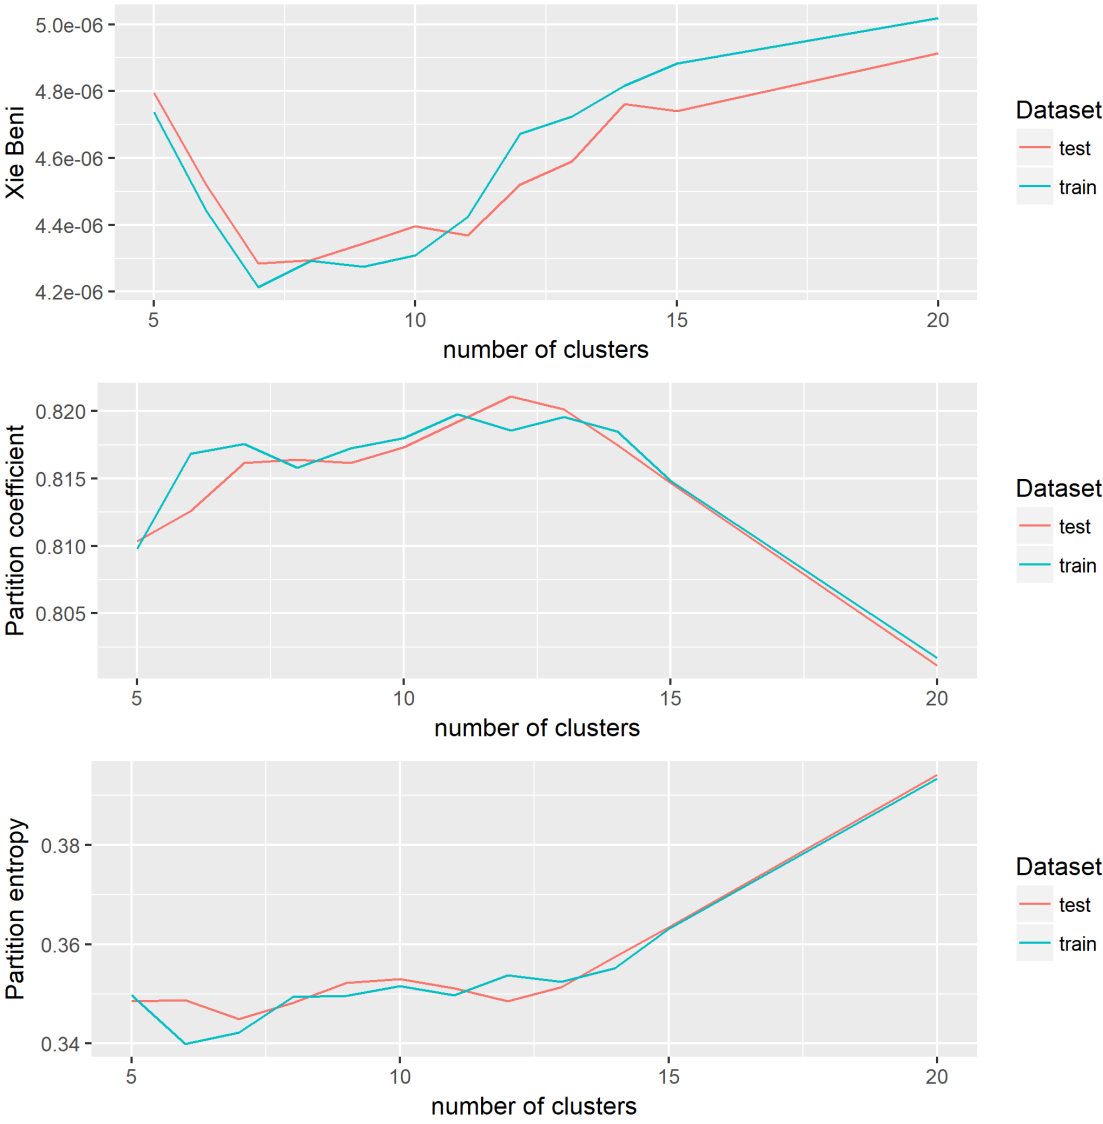 Xie Beni
5.0e-06
4.8e-06
4.6e-06
4.4e-06
4.2e-06
5 10 15 20
number of clusters
Dataset
test
train
Partition coefficient
0.820
0.815
0.810
0.805
5 10 15 20
number of clusters
Dataset
test
train
Partition entropy
0.38
0.36
0.34
5 10 15 20
number of clusters
Dataset
test
train